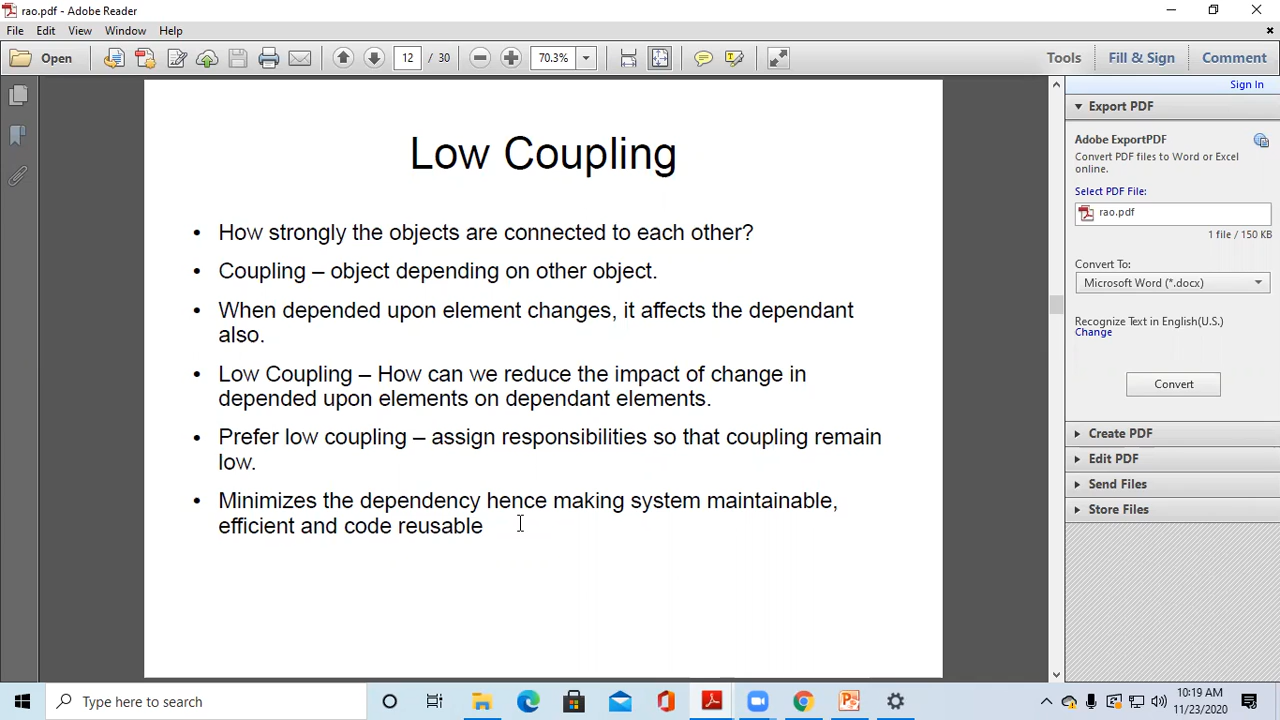 rao.pdf - Adobe Reader
File Edit View Window Help
Open 12 / 30 70.3% Tools Fill & Sign Comment
Sign In
Low Coupling
• How strongly the objects are connected to each other?
• Coupling – object depending on other object.
• When depended upon element changes, it affects the dependant
also.
• Low Coupling – How can we reduce the impact of change in
depended upon elements on dependant elements.
• Prefer low coupling – assign responsibilities so that coupling remain
low.
• Minimizes the dependency hence making system maintainable,
efficient and code reusable
Export PDF
Adobe ExportPDF
Convert PDF files to Word or Excel
online.
Select PDF File:
rao.pdf
1 file / 150 KB
Convert To:
Microsoft Word (*.docx)
Recognize Text in English(U.S.)
Change
Convert
Create PDF
Edit PDF
Send Files
Store Files
Type here to search
10:19 AM
11/23/2020